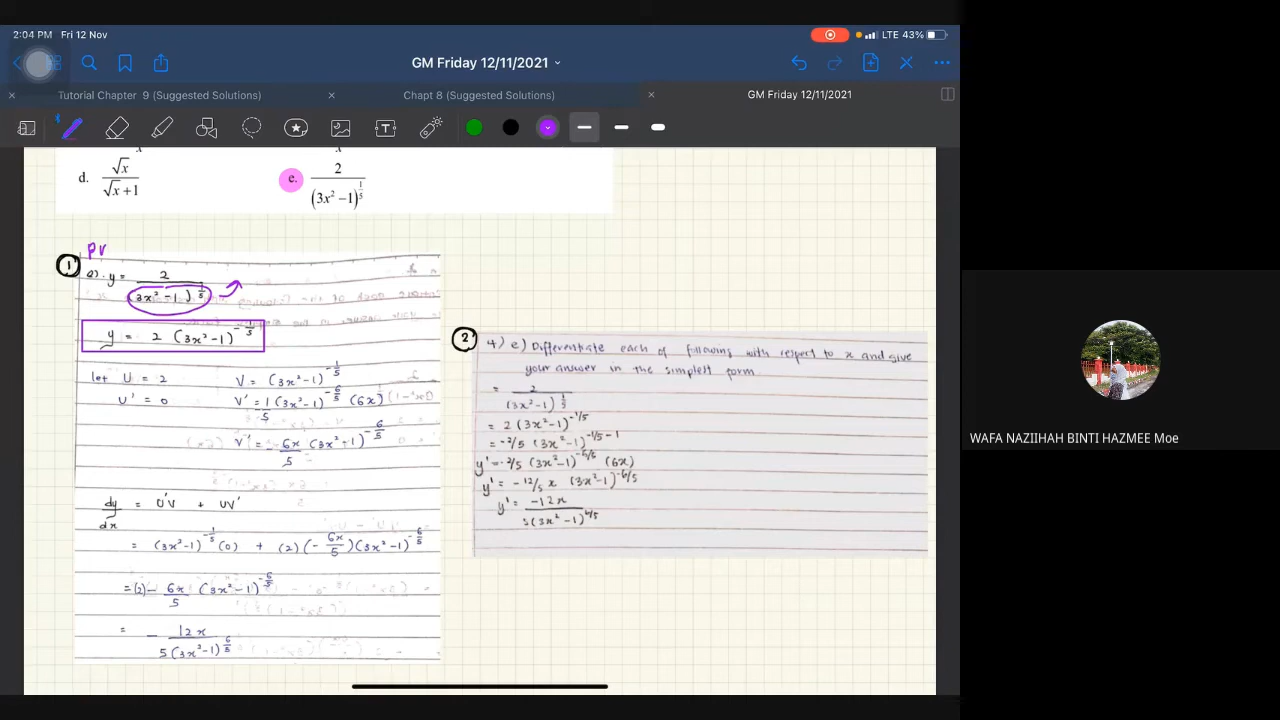 2:04 PM Fri 12 Nov
LTE 43%
GM Friday 12/11/2021
Tutorial Chapter 9 (Suggested Solutions)
Chapt 8 (Suggested Solutions)
GM Friday 12/11/2021
d. √x / √x + 1
e. 2 / (3x² − 1)^(1/5)
1
e). y = 2 / (3x² − 1)^(1/5)
y = 2 (3x² − 1)^(−1/5)
let U = 2 V = (3x² − 1)^(−1/5)
U' = 0 V' = −1/5 (3x² − 1)^(−6/5) (6x)
V' = −6x/5 (3x² − 1)^(−6/5)
dy/dx = U'V + UV'
= (3x² − 1)^(−1/5) (0) + (2)(−6x/5)(3x² − 1)^(−6/5)
= (2) − 6x/5 (3x² − 1)^(−6/5)
= − 12x / 5(3x² − 1)^(6/5)
2
4) e) Differentiate each of following with respect to x and give
your answer in the simplest form
= 2 / (3x² − 1)^(1/5)
= 2 (3x² − 1)^(−1/5)
= −2/5 (3x² − 1)^(−1/5 − 1)
y' = −2/5 (3x² − 1)^(−6/5) (6x)
y' = −12/5 x (3x² − 1)^(−6/5)
y' = −12x / 5(3x² − 1)^(6/5)
WAFA NAZIIHAH BINTI HAZMEE Moe